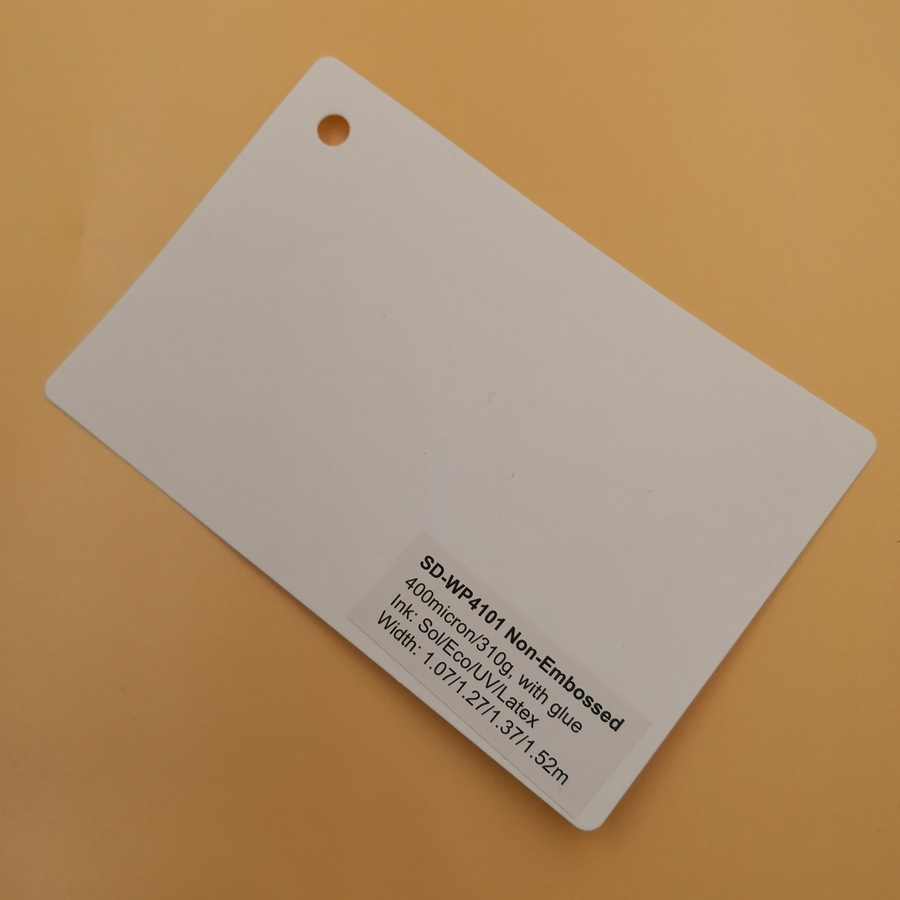 SD-WP4101 Non-Embossed
400micron/310g, with glue
Ink: Sol/Eco/UV/Latex
Width: 1.07/1.27/1.37/1.52m